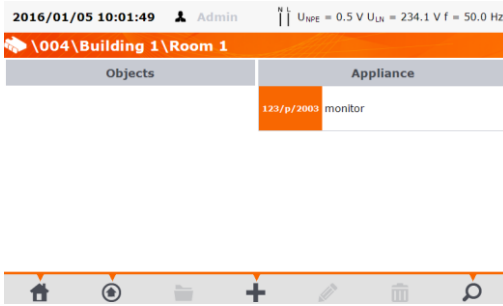 2016/01/05 10:01:49 Admin N L UNPE = 0.5 V ULN = 234.1 V f = 50.0 Hz
\004\Building 1\Room 1
Objects Appliance
123/p/2003 monitor